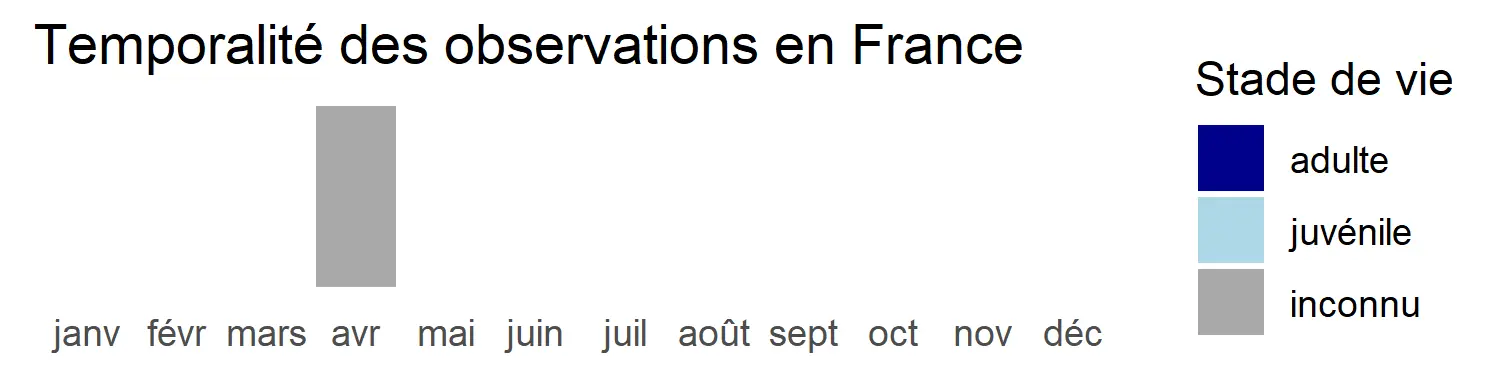 Temporalité des observations en France
Stade de vie
adulte
juvénile
inconnu
janv févr mars avr mai juin juil août sept oct nov déc